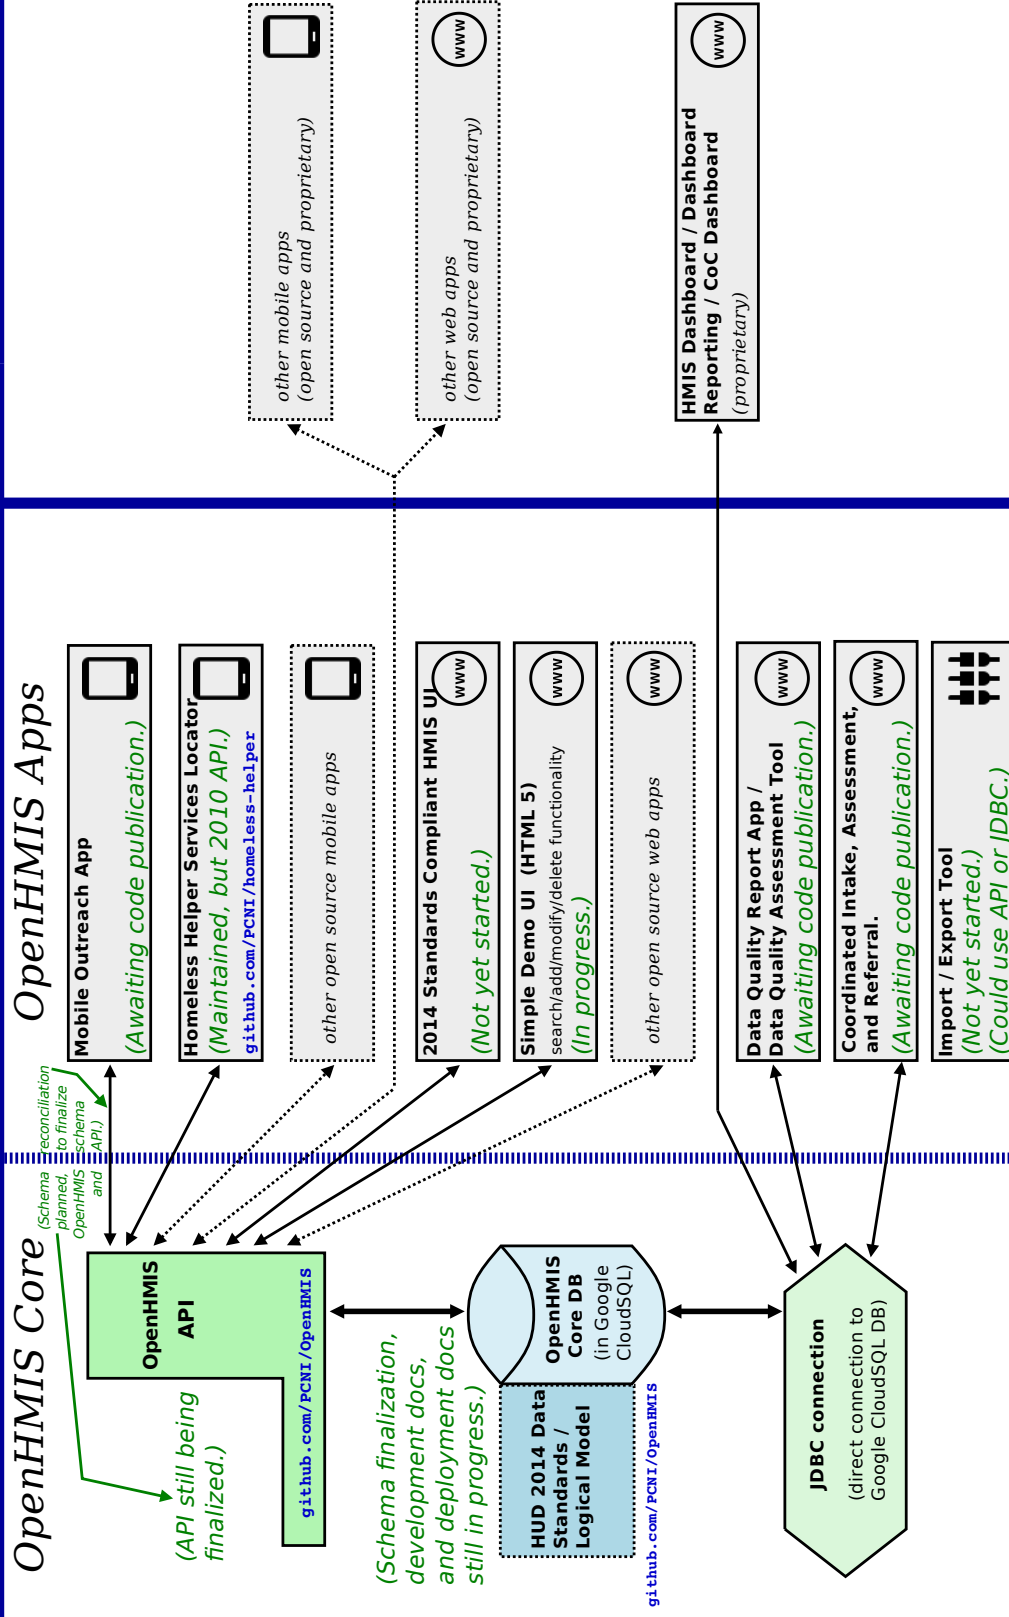 OpenHMIS Core
(Schema reconciliation
planned, to finalize
OpenHMIS schema
and API.)
OpenHMIS
API
github.com/PCNI/OpenHMIS
(API still being
finalized.)
(Schema finalization,
development docs,
and deployment docs
still in progress.)
OpenHMIS
Core DB
(in Google
CloudSQL)
HUD 2014 Data
Standards /
Logical Model
github.com/PCNI/OpenHMIS
JDBC connection
(direct connection to
Google CloudSQL DB)
OpenHMIS Apps
Mobile Outreach App
(Awaiting code publication.)
Homeless Helper Services Locator
(Maintained, but 2010 API.)
github.com/PCNI/homeless-helper
other open source mobile apps
2014 Standards Compliant HMIS UI
(Not yet started.)
www
Simple Demo UI (HTML 5)
search/add/modify/delete functionality
(In progress.)
www
other open source web apps
www
Data Quality Report App /
Data Quality Assessment Tool
(Awaiting code publication.)
www
Coordinated Intake, Assessment,
and Referral.
(Awaiting code publication.)
www
Import / Export Tool
(Not yet started.)
(Could use API or JDBC.)
other mobile apps
(open source and proprietary)
other web apps
(open source and proprietary)
www
HMIS Dashboard / Dashboard
Reporting / CoC Dashboard
(proprietary)
www